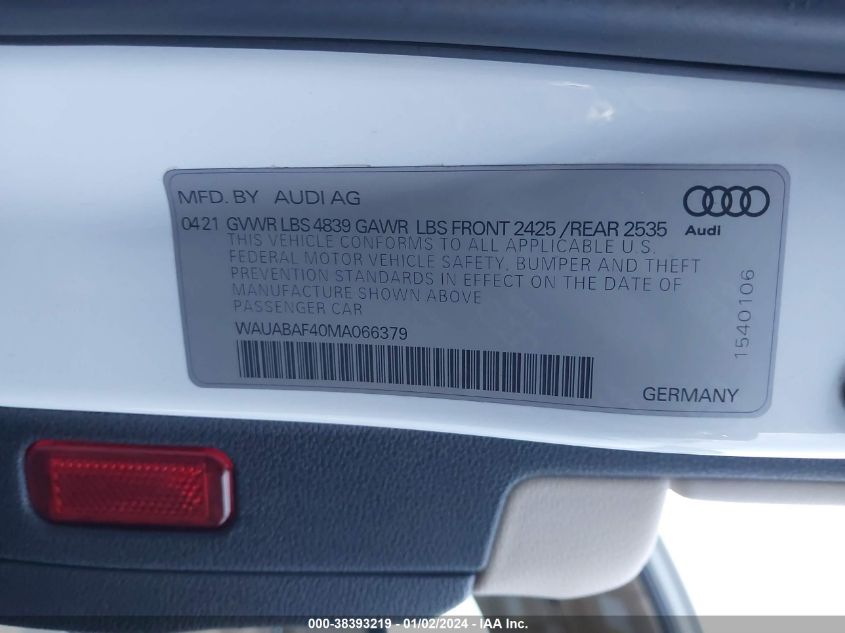 MFD. BY AUDI AG
Audi
0421 GVWR LBS 4839 GAWR LBS FRONT 2425 /REAR 2535
THIS VEHICLE CONFORMS TO ALL APPLICABLE U.S.
FEDERAL MOTOR VEHICLE SAFETY, BUMPER AND THEFT
PREVENTION STANDARDS IN EFFECT ON THE DATE OF
MANUFACTURE SHOWN ABOVE
PASSENGER CAR
WAUABAF40MA066379
1540106
GERMANY
000-38393219 - 01/02/2024 - IAA Inc.